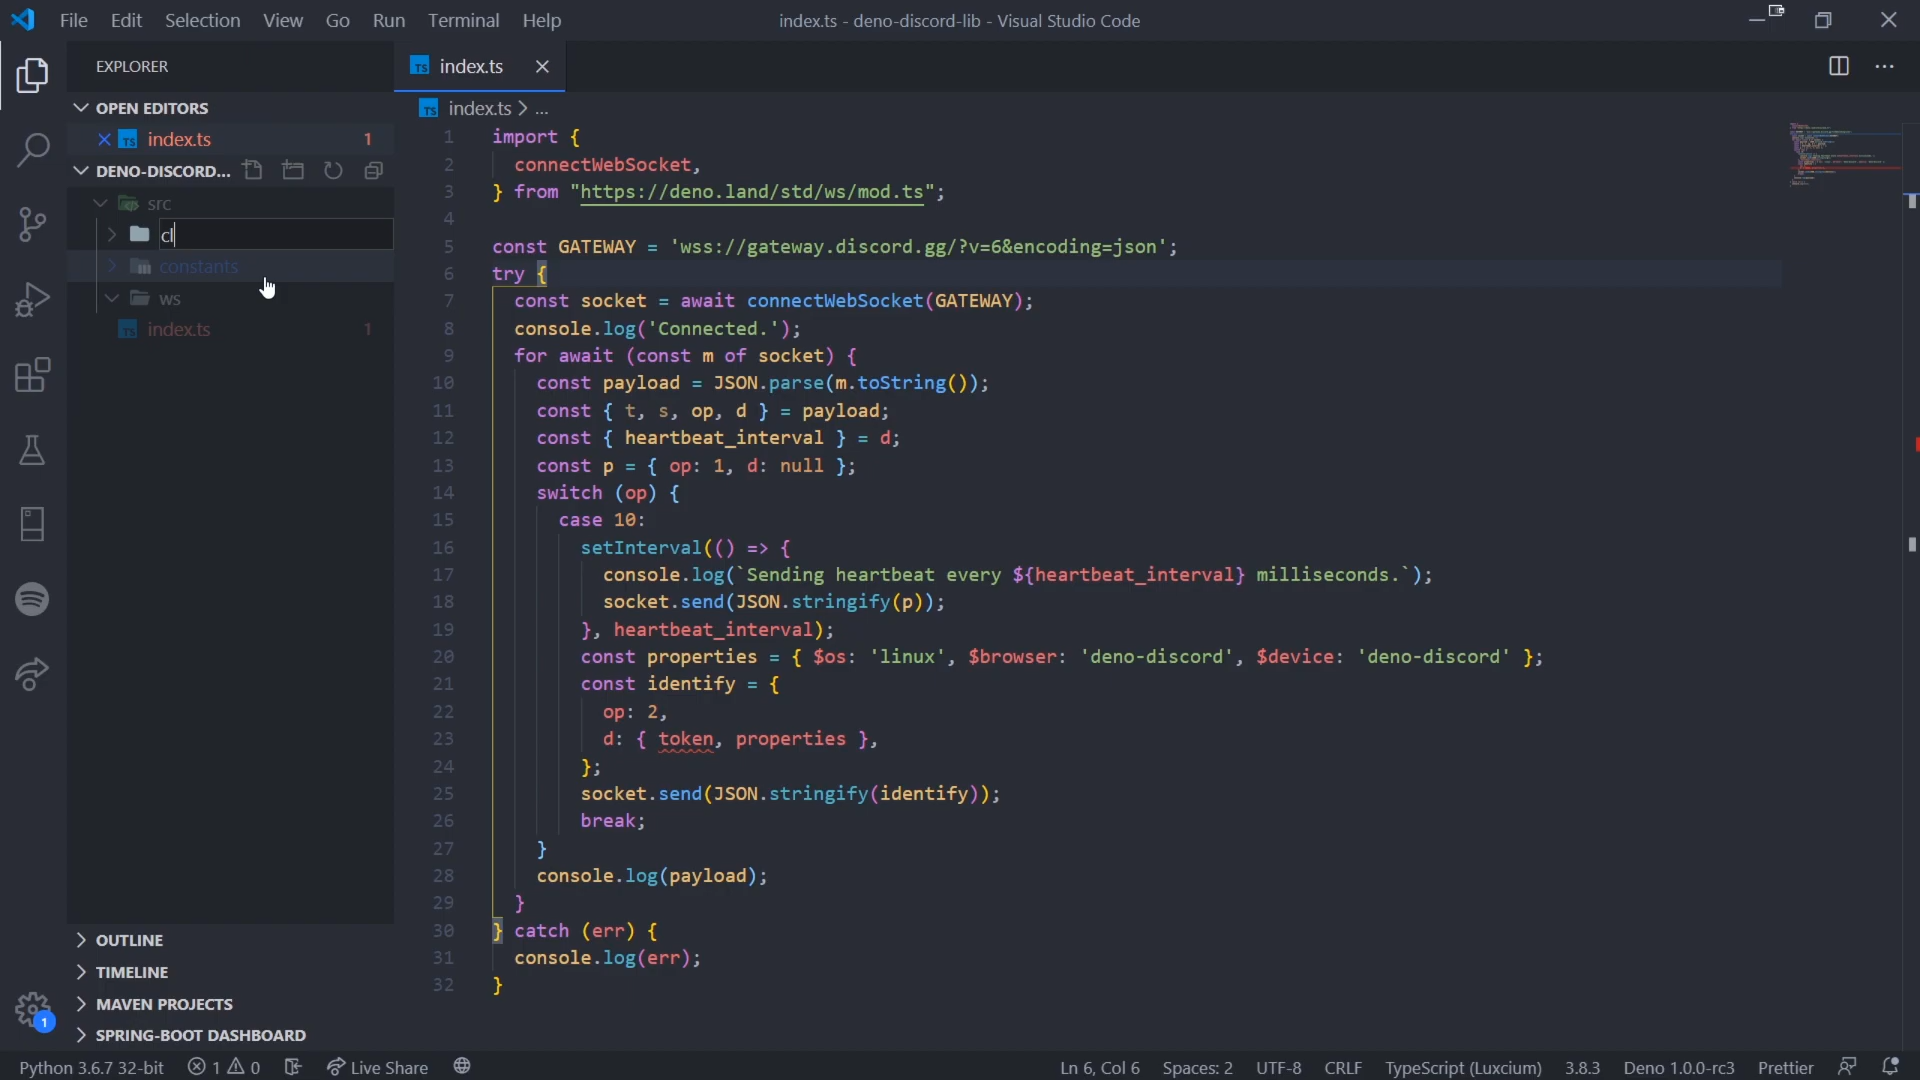 File Edit Selection View Go Run Terminal Help
index.ts - deno-discord-lib - Visual Studio Code
EXPLORER
OPEN EDITORS
index.ts 1
DENO-DISCORD...
src
cl
constants
ws
index.ts 1
OUTLINE
TIMELINE
MAVEN PROJECTS
SPRING-BOOT DASHBOARD
index.ts
index.ts > ...
1 import {
2 connectWebSocket,
3 } from "https://deno.land/std/ws/mod.ts";
4
5 const GATEWAY = 'wss://gateway.discord.gg/?v=6&encoding=json';
6 try {
7 const socket = await connectWebSocket(GATEWAY);
8 console.log('Connected.');
9 for await (const m of socket) {
10 const payload = JSON.parse(m.toString());
11 const { t, s, op, d } = payload;
12 const { heartbeat_interval } = d;
13 const p = { op: 1, d: null };
14 switch (op) {
15 case 10:
16 setInterval(() => {
17 console.log(`Sending heartbeat every ${heartbeat_interval} milliseconds.`);
18 socket.send(JSON.stringify(p));
19 }, heartbeat_interval);
20 const properties = { $os: 'linux', $browser: 'deno-discord', $device: 'deno-discord' };
21 const identify = {
22 op: 2,
23 d: { token, properties },
24 };
25 socket.send(JSON.stringify(identify));
26 break;
27 }
28 console.log(payload);
29 }
30 } catch (err) {
31 console.log(err);
32 }
1
Python 3.6.7 32-bit 1 0 Live Share Ln 6, Col 6 Spaces: 2 UTF-8 CRLF TypeScript (Luxcium) 3.8.3 Deno 1.0.0-rc3 Prettier